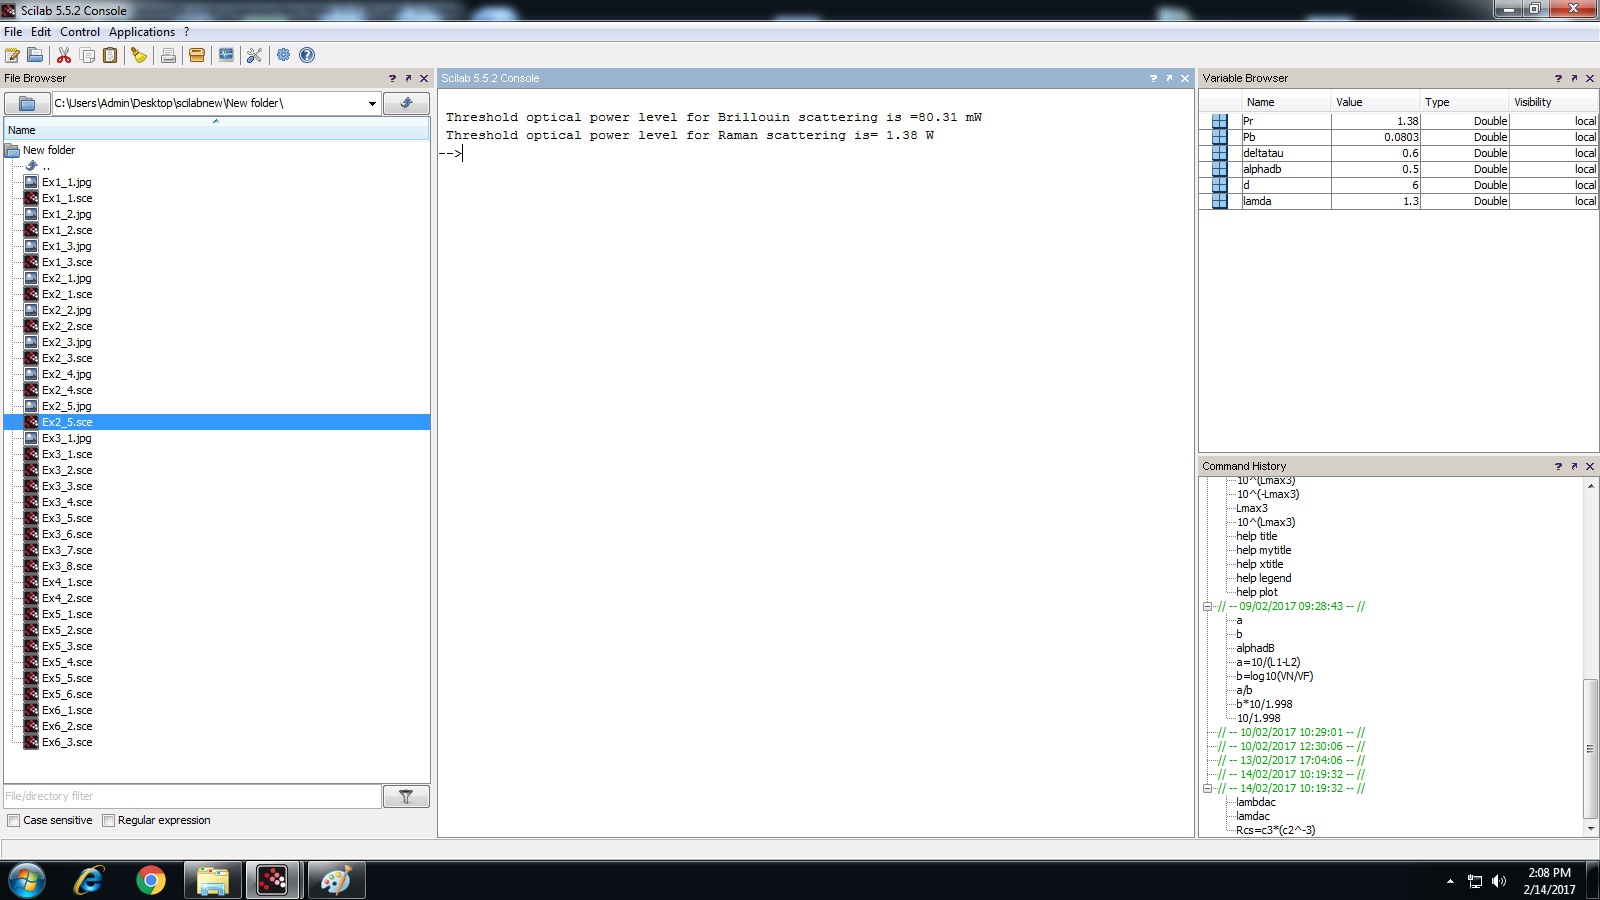 Scilab 5.5.2 Console
File Edit Control Applications ?
File Browser
C:\Users\Admin\Desktop\scilabnew\New folder\
Name
New folder
..
Ex1_1.jpg
Ex1_1.sce
Ex1_2.jpg
Ex1_2.sce
Ex1_3.jpg
Ex1_3.sce
Ex2_1.jpg
Ex2_1.sce
Ex2_2.jpg
Ex2_2.sce
Ex2_3.jpg
Ex2_3.sce
Ex2_4.jpg
Ex2_4.sce
Ex2_5.jpg
Ex2_5.sce
Ex3_1.jpg
Ex3_1.sce
Ex3_2.sce
Ex3_3.sce
Ex3_4.sce
Ex3_5.sce
Ex3_6.sce
Ex3_7.sce
Ex3_8.sce
Ex4_1.sce
Ex4_2.sce
Ex5_1.sce
Ex5_2.sce
Ex5_3.sce
Ex5_4.sce
Ex5_5.sce
Ex5_6.sce
Ex6_1.sce
Ex6_2.sce
Ex6_3.sce
File/directory filter
Case sensitive Regular expression
Scilab 5.5.2 Console
Threshold optical power level for Brillouin scattering is =80.31 mW
Threshold optical power level for Raman scattering is= 1.38 W
-->
Variable Browser
Name Value Type Visibility
Pr 1.38 Double local
Pb 0.0803 Double local
deltatau 0.6 Double local
alphadb 0.5 Double local
d 6 Double local
lamda 1.3 Double local
Command History
10^(Lmax3)
10^(-Lmax3)
Lmax3
10^(Lmax3)
help title
help mytitle
help xtitle
help legend
help plot
// -- 09/02/2017 09:28:43 -- //
a
b
alphadB
a=10/(L1-L2)
b=log10(VN/VF)
a/b
b*10/1.998
10/1.998
// -- 10/02/2017 10:29:01 -- //
// -- 10/02/2017 12:30:06 -- //
// -- 13/02/2017 17:04:06 -- //
// -- 14/02/2017 10:19:32 -- //
// -- 14/02/2017 10:19:32 -- //
lambdac
lamdac
Rcs=c3*(c2^-3)
2:08 PM
2/14/2017